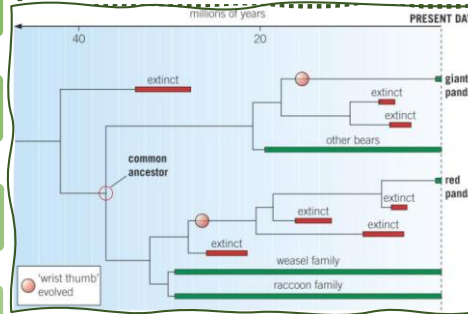 millions of years
PRESENT DA
40
20
extinct
giant
pand
extinct
extinct
common
ancestor
other bears
red
pand
extinct
extinct
extinct
extinct
weasel family
'wrist thumb'
evolved
raccoon family